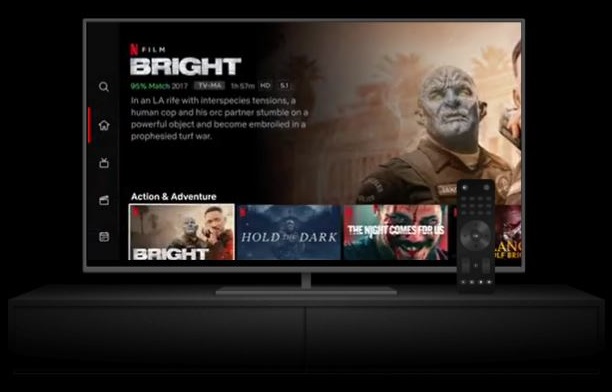 N FILM
BRIGHT
95% Match 2017 TV-MA 1h 57m HD 5.1
In an LA rife with interspecies tensions, a
human cop and his orc partner stumble on a
powerful object and become embroiled in a
prophesied turf war.
Action & Adventure
BRIGHT
HOLD THE DARK
THE NIGHT COMES FOR US